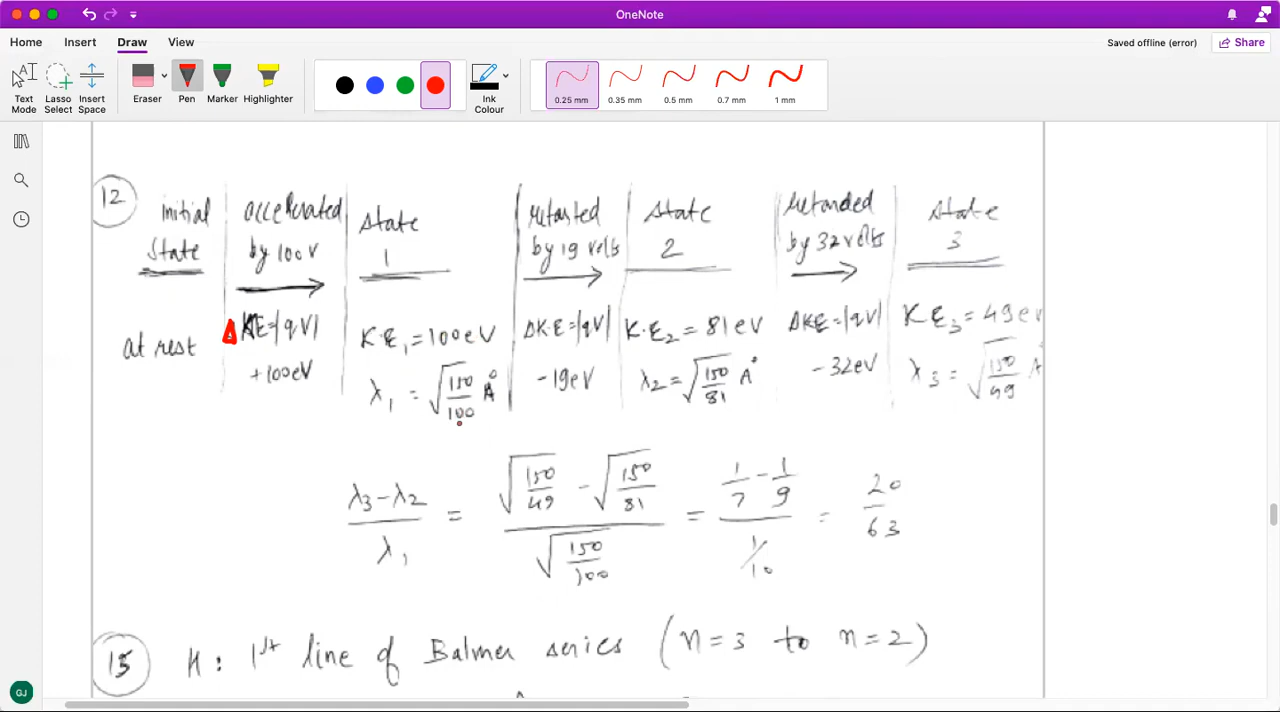 OneNote
Home Insert Draw View
Saved offline (error) Share
Text Mode
Lasso Select
Insert Space
Eraser
Pen
Marker
Highlighter
Ink Colour
0.25 mm 0.35 mm 0.5 mm 0.7 mm 1 mm
12
initial state
accelerated by 100V
State 1
by 19 volts
State 2
retarded by 32 volts
State 3
at rest
ΔKE=|qV|
+100eV
K·E₁=100eV
λ₁ = √(150/100) Å
ΔK·E=|qV|
-19eV
K·E₂=81eV
λ₂=√(150/81) Å
ΔKE=|qV|
-32eV
K E₃=49ev
λ₃ = √(150/49) Å
(λ₃-λ₂)/λ₁ = (√(150/49) - √(150/81))/√(150/100) = (1/7 - 1/9)/(1/10) = 20/63
15 H: 1st line of Balmer series (n=3 to n=2)
GJ